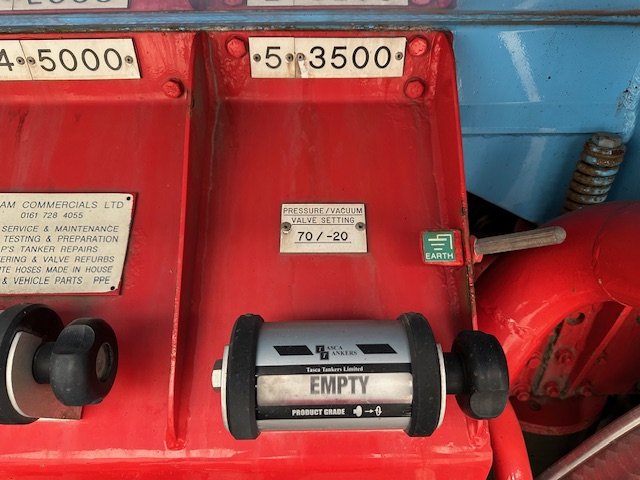 4 5000
5 3500
AM COMMERCIALS LTD
0161 728 4055
SERVICE & MAINTENANCE
TESTING & PREPARATION
P'S TANKER REPAIRS
ERING & VALVE REFURBS
TE HOSES MADE IN HOUSE
& VEHICLE PARTS PPE
PRESSURE/VACUUM
VALVE SETTING
70 / -20
EARTH
TASCA
TANKERS
Tasca Tankers Limited
EMPTY
PRODUCT GRADE